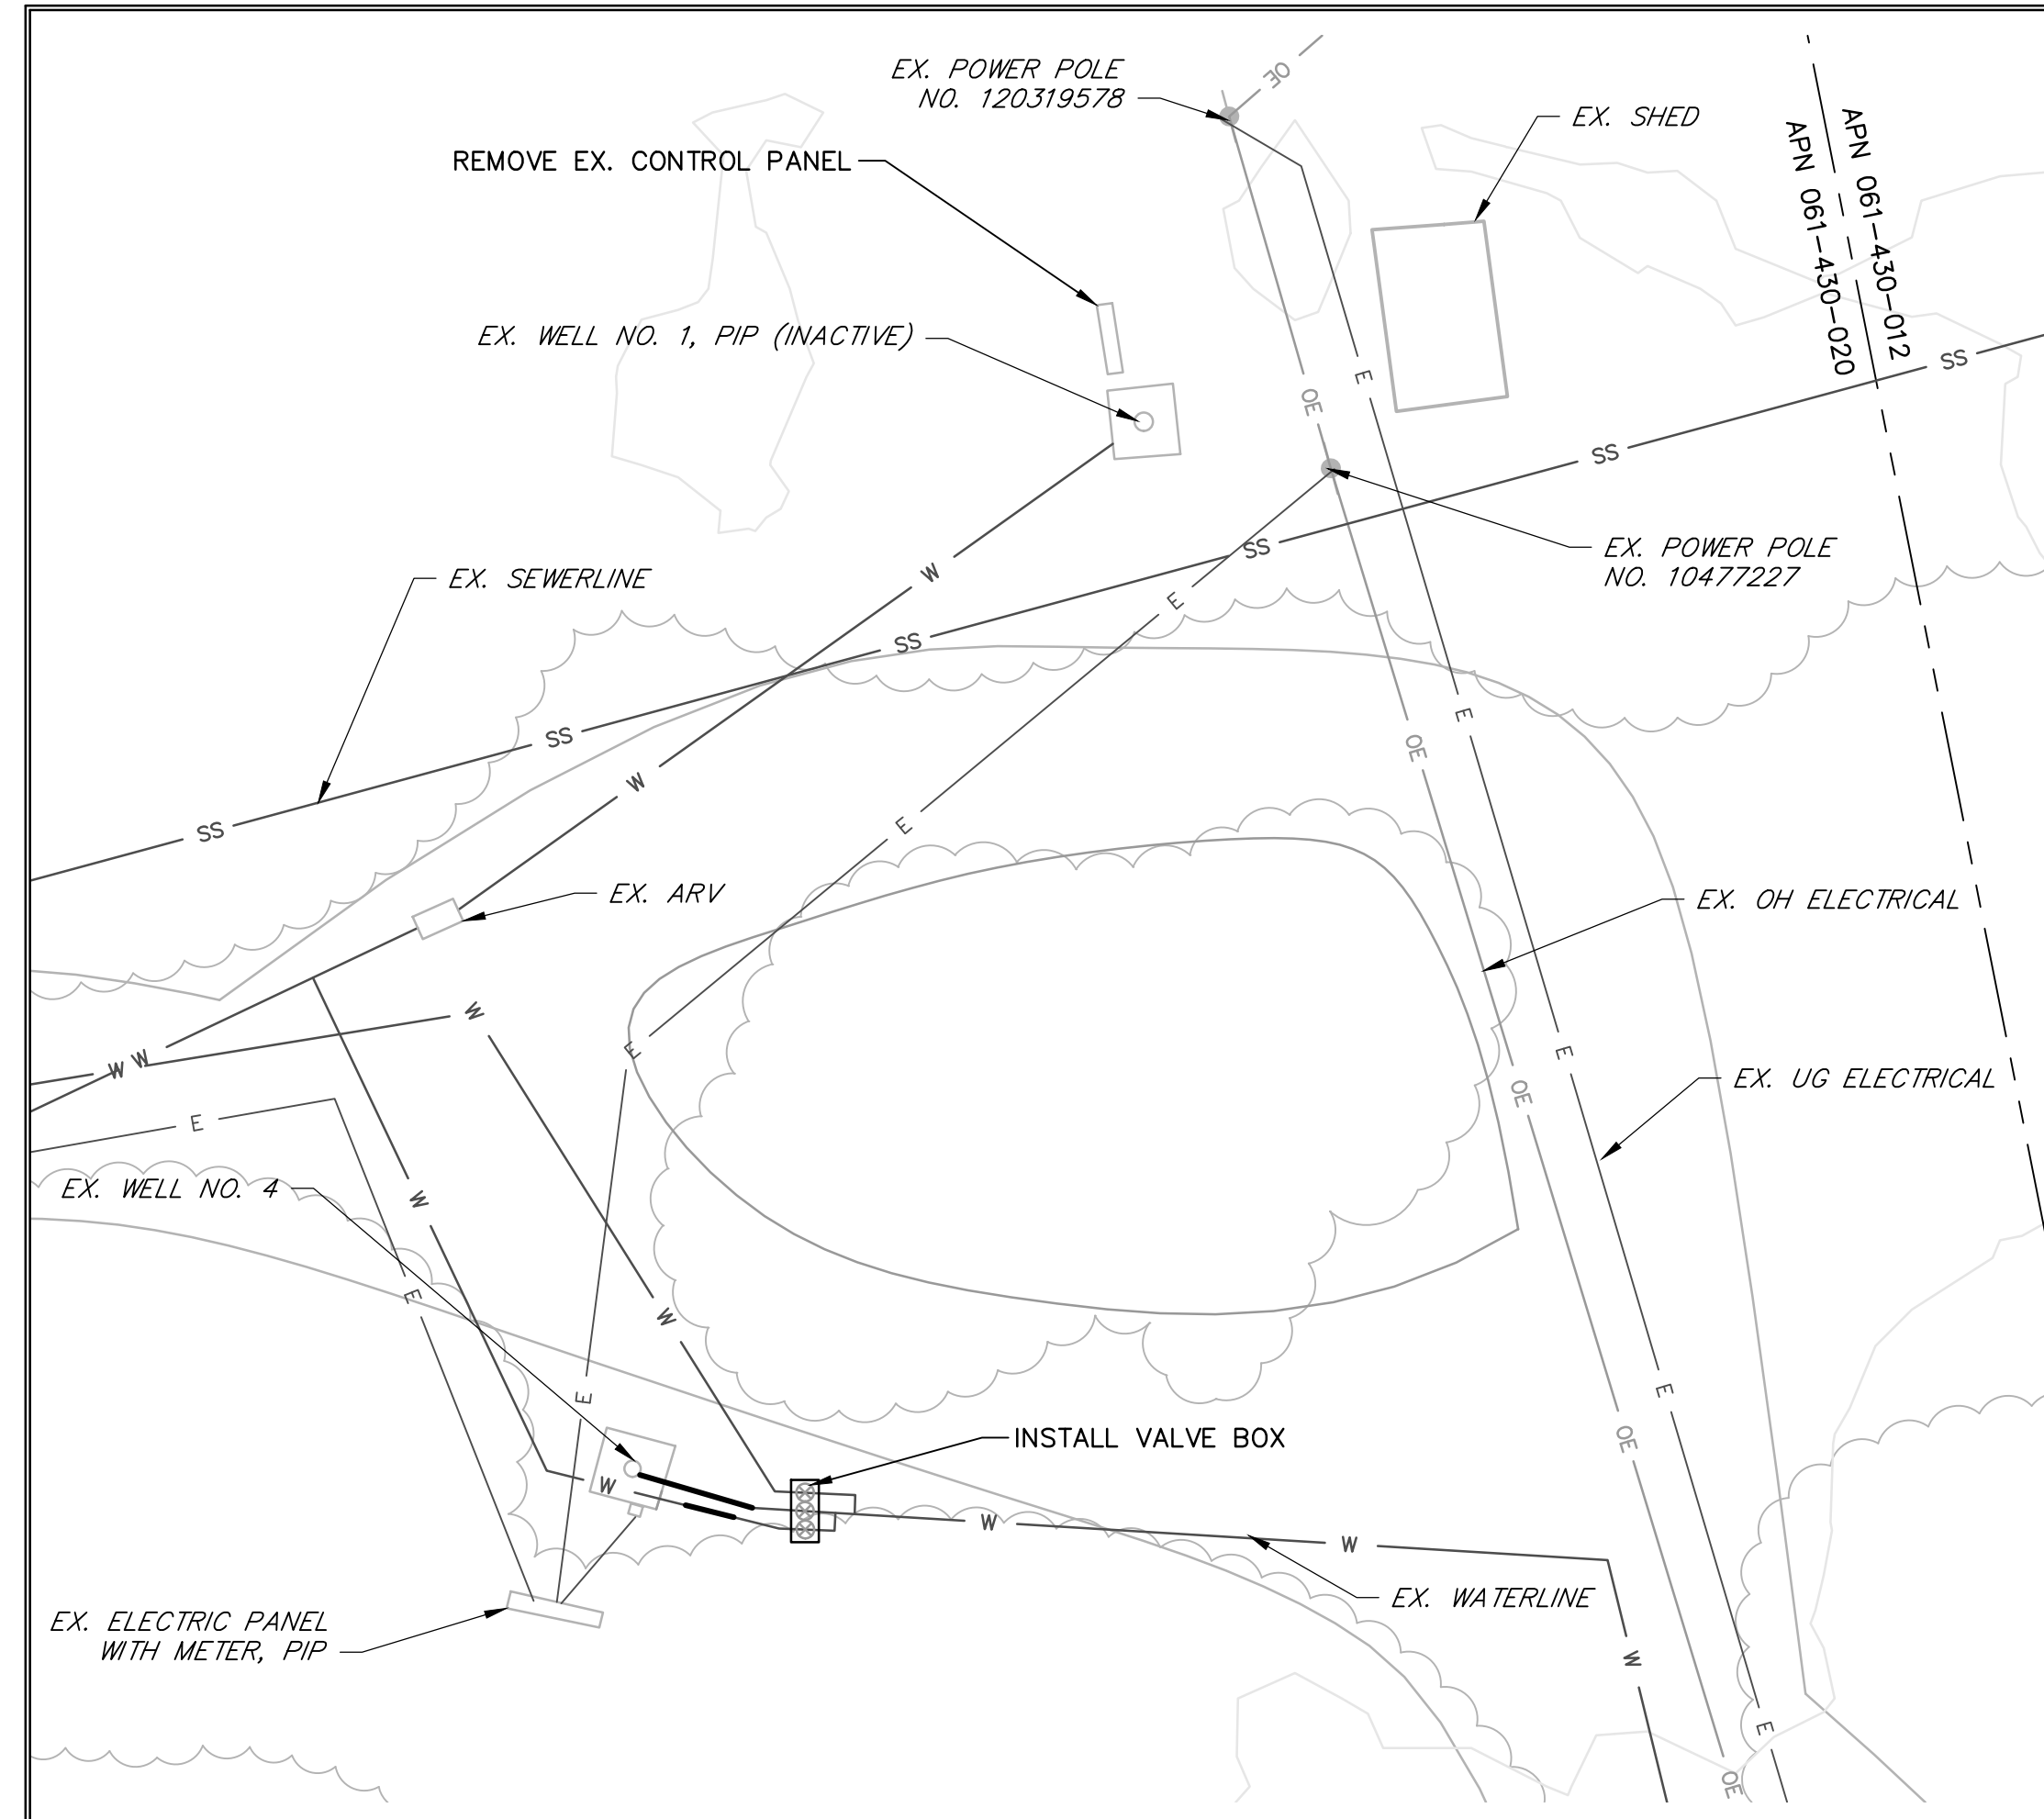 EX. POWER POLE
NO. 120319578
OE
EX. SHED
APN 061-430-012
APN 061-430-020
REMOVE EX. CONTROL PANEL
EX. WELL NO. 1, PIP (INACTIVE)
SS
E
OE
SS
SS
EX. POWER POLE
NO. 10477227
W
EX. SEWERLINE
E
SS
E
SS
OE
W
SS
E
EX. ARV
EX. OH ELECTRICAL
W
E
E
W
W
EX. UG ELECTRICAL
OE
E
EX. WELL NO. 4
W
E
W
E
E
OE
INSTALL VALVE BOX
W
W
W
EX. WATERLINE
EX. ELECTRIC PANEL
WITH METER, PIP
W
E
OE